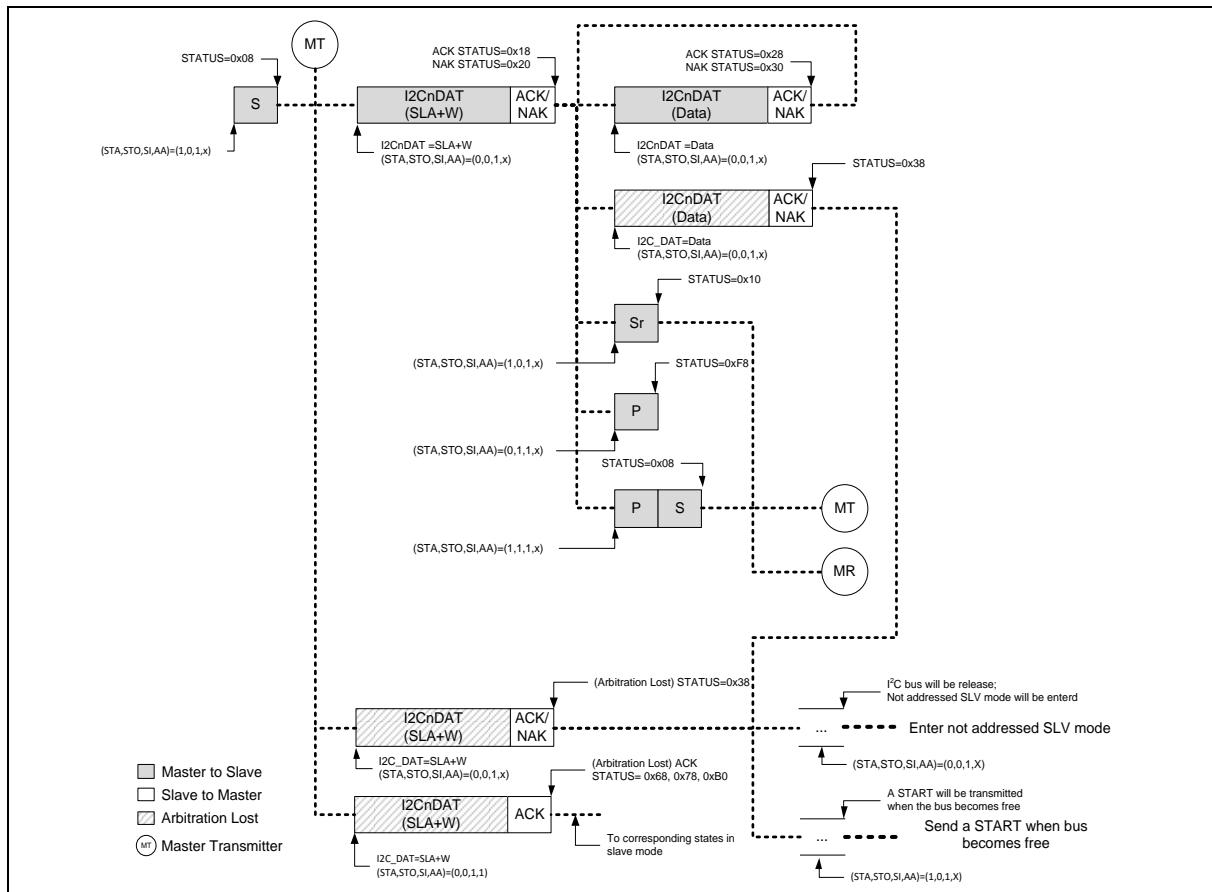 MT
STATUS=0x08
ACK STATUS=0x18
NAK STATUS=0x20
ACK STATUS=0x28
NAK STATUS=0x30
S
I2CnDAT
(SLA+W)
ACK/
NAK
I2CnDAT
(Data)
ACK/
NAK
(STA,STO,SI,AA)=(1,0,1,x)
I2CnDAT =SLA+W
(STA,STO,SI,AA)=(0,0,1,x)
I2CnDAT =Data
(STA,STO,SI,AA)=(0,0,1,x)
STATUS=0x38
I2CnDAT
(Data)
ACK/
NAK
I2C_DAT=Data
(STA,STO,SI,AA)=(0,0,1,x)
STATUS=0x10
Sr
(STA,STO,SI,AA)=(1,0,1,x)
STATUS=0xF8
P
(STA,STO,SI,AA)=(0,1,1,x)
STATUS=0x08
P
S
MT
(STA,STO,SI,AA)=(1,1,1,x)
MR
(Arbitration Lost) STATUS=0x38
I2CnDAT
(SLA+W)
ACK/
NAK
I2C_DAT=SLA+W
(STA,STO,SI,AA)=(0,0,1,x)
I²C bus will be release;
Not addressed SLV mode will be enterd
... Enter not addressed SLV mode
(STA,STO,SI,AA)=(0,0,1,X)
(Arbitration Lost) ACK
STATUS= 0x68, 0x78, 0xB0
I2CnDAT
(SLA+W)
ACK
I2C_DAT=SLA+W
(STA,STO,SI,AA)=(0,0,1,1)
To corresponding states in
slave mode
A START will be transmitted
when the bus becomes free
... Send a START when bus
becomes free
(STA,STO,SI,AA)=(1,0,1,X)
Master to Slave
Slave to Master
Arbitration Lost
MT Master Transmitter